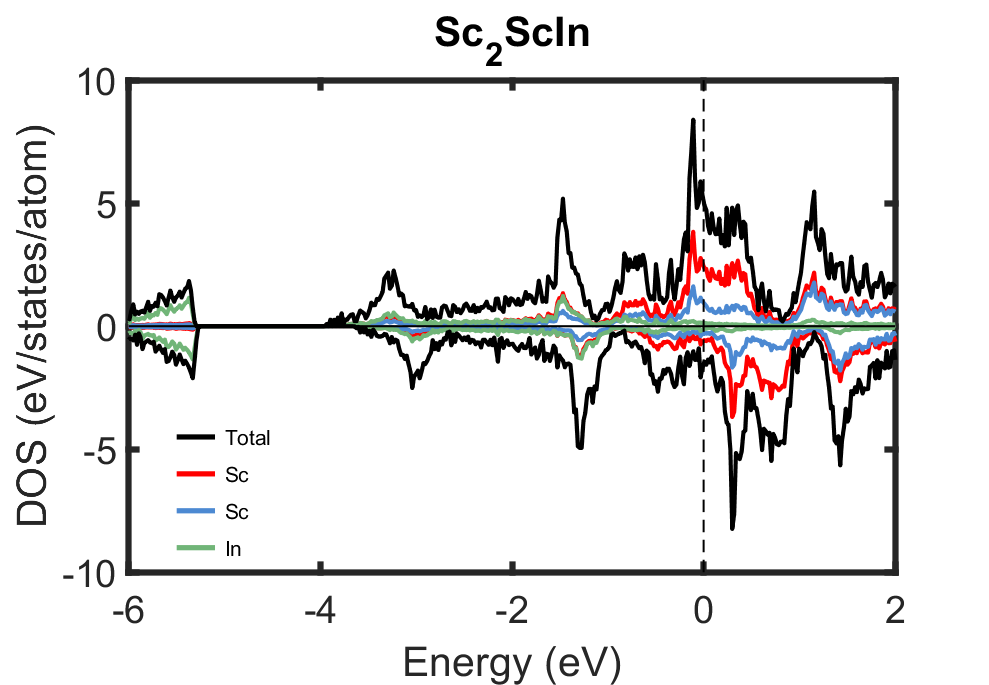 Sc2ScIn
10
5
0
-5
-10
DOS (eV/states/atom)
Total
Sc
Sc
In
-6
-4
-2
0
2
Energy (eV)